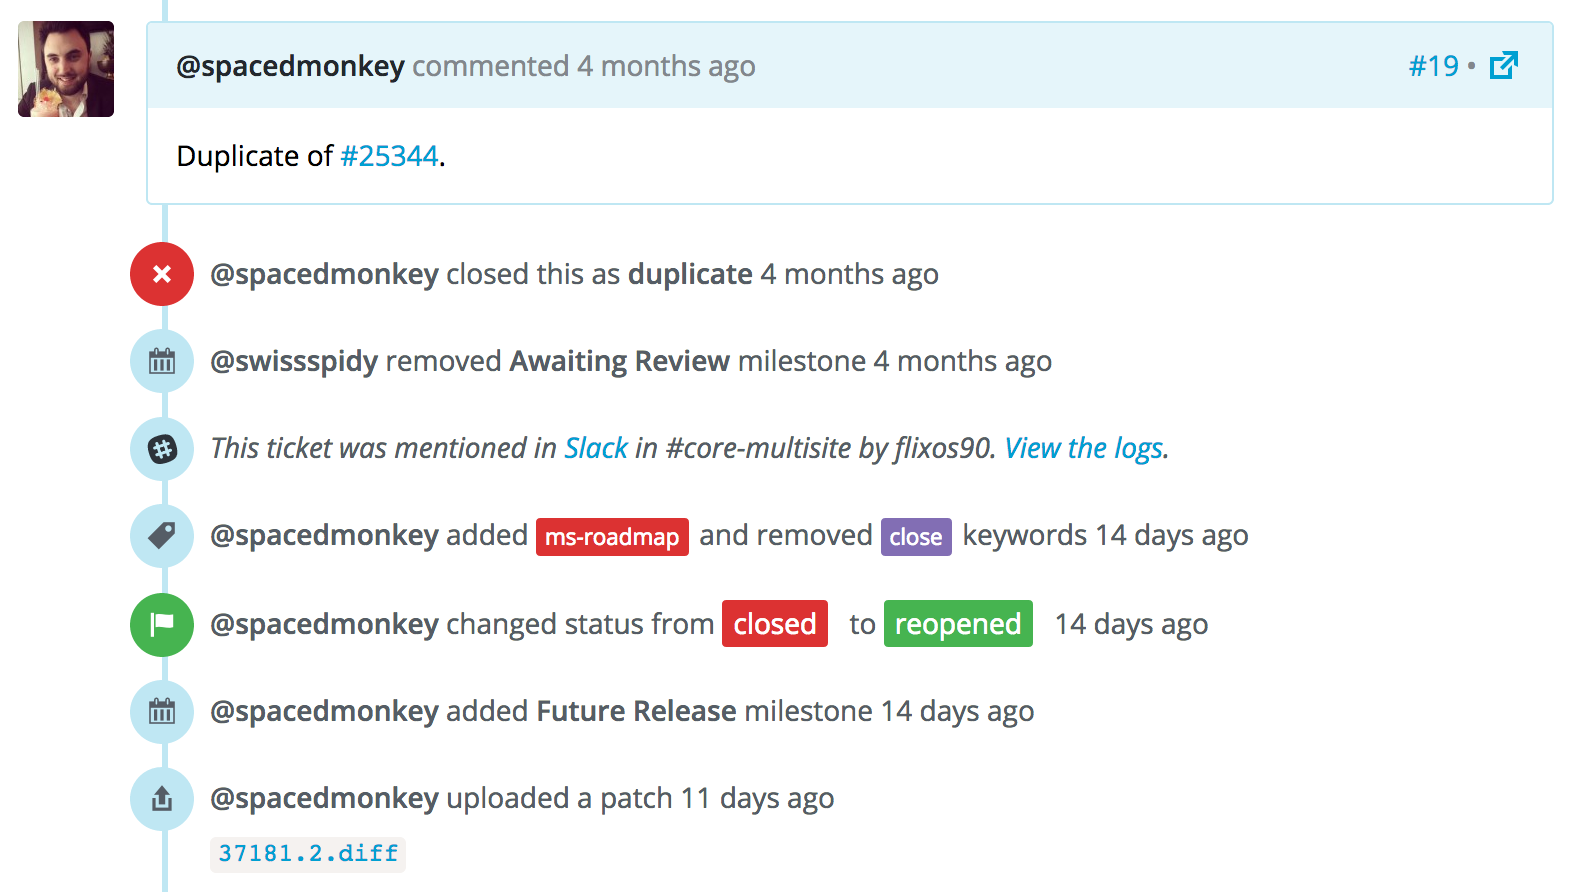 @spacedmonkey commented 4 months ago #19 •
Duplicate of #25344.
@spacedmonkey closed this as duplicate 4 months ago
@swissspidy removed Awaiting Review milestone 4 months ago
This ticket was mentioned in Slack in #core-multisite by flixos90. View the logs.
@spacedmonkey added ms-roadmap and removed close keywords 14 days ago
@spacedmonkey changed status from closed to reopened 14 days ago
@spacedmonkey added Future Release milestone 14 days ago
@spacedmonkey uploaded a patch 11 days ago
37181.2.diff